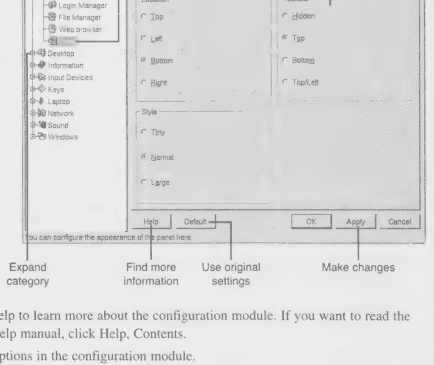 Login Manager
File Manager
Web browser
Desktop
Information
Input Devices
Keys
Laptop
Network
Sound
Windows
Location
Top
Left
Bottom
Right
Hidden
Top
Bottom
Top/Left
Style
Tiny
Normal
Large
Help Default OK Apply Cancel
You can configure the appearance of the panel here
Expand category
Find more information
Use original settings
Make changes
elp to learn more about the configuration module. If you want to read the
elp manual, click Help, Contents.
ptions in the configuration module.